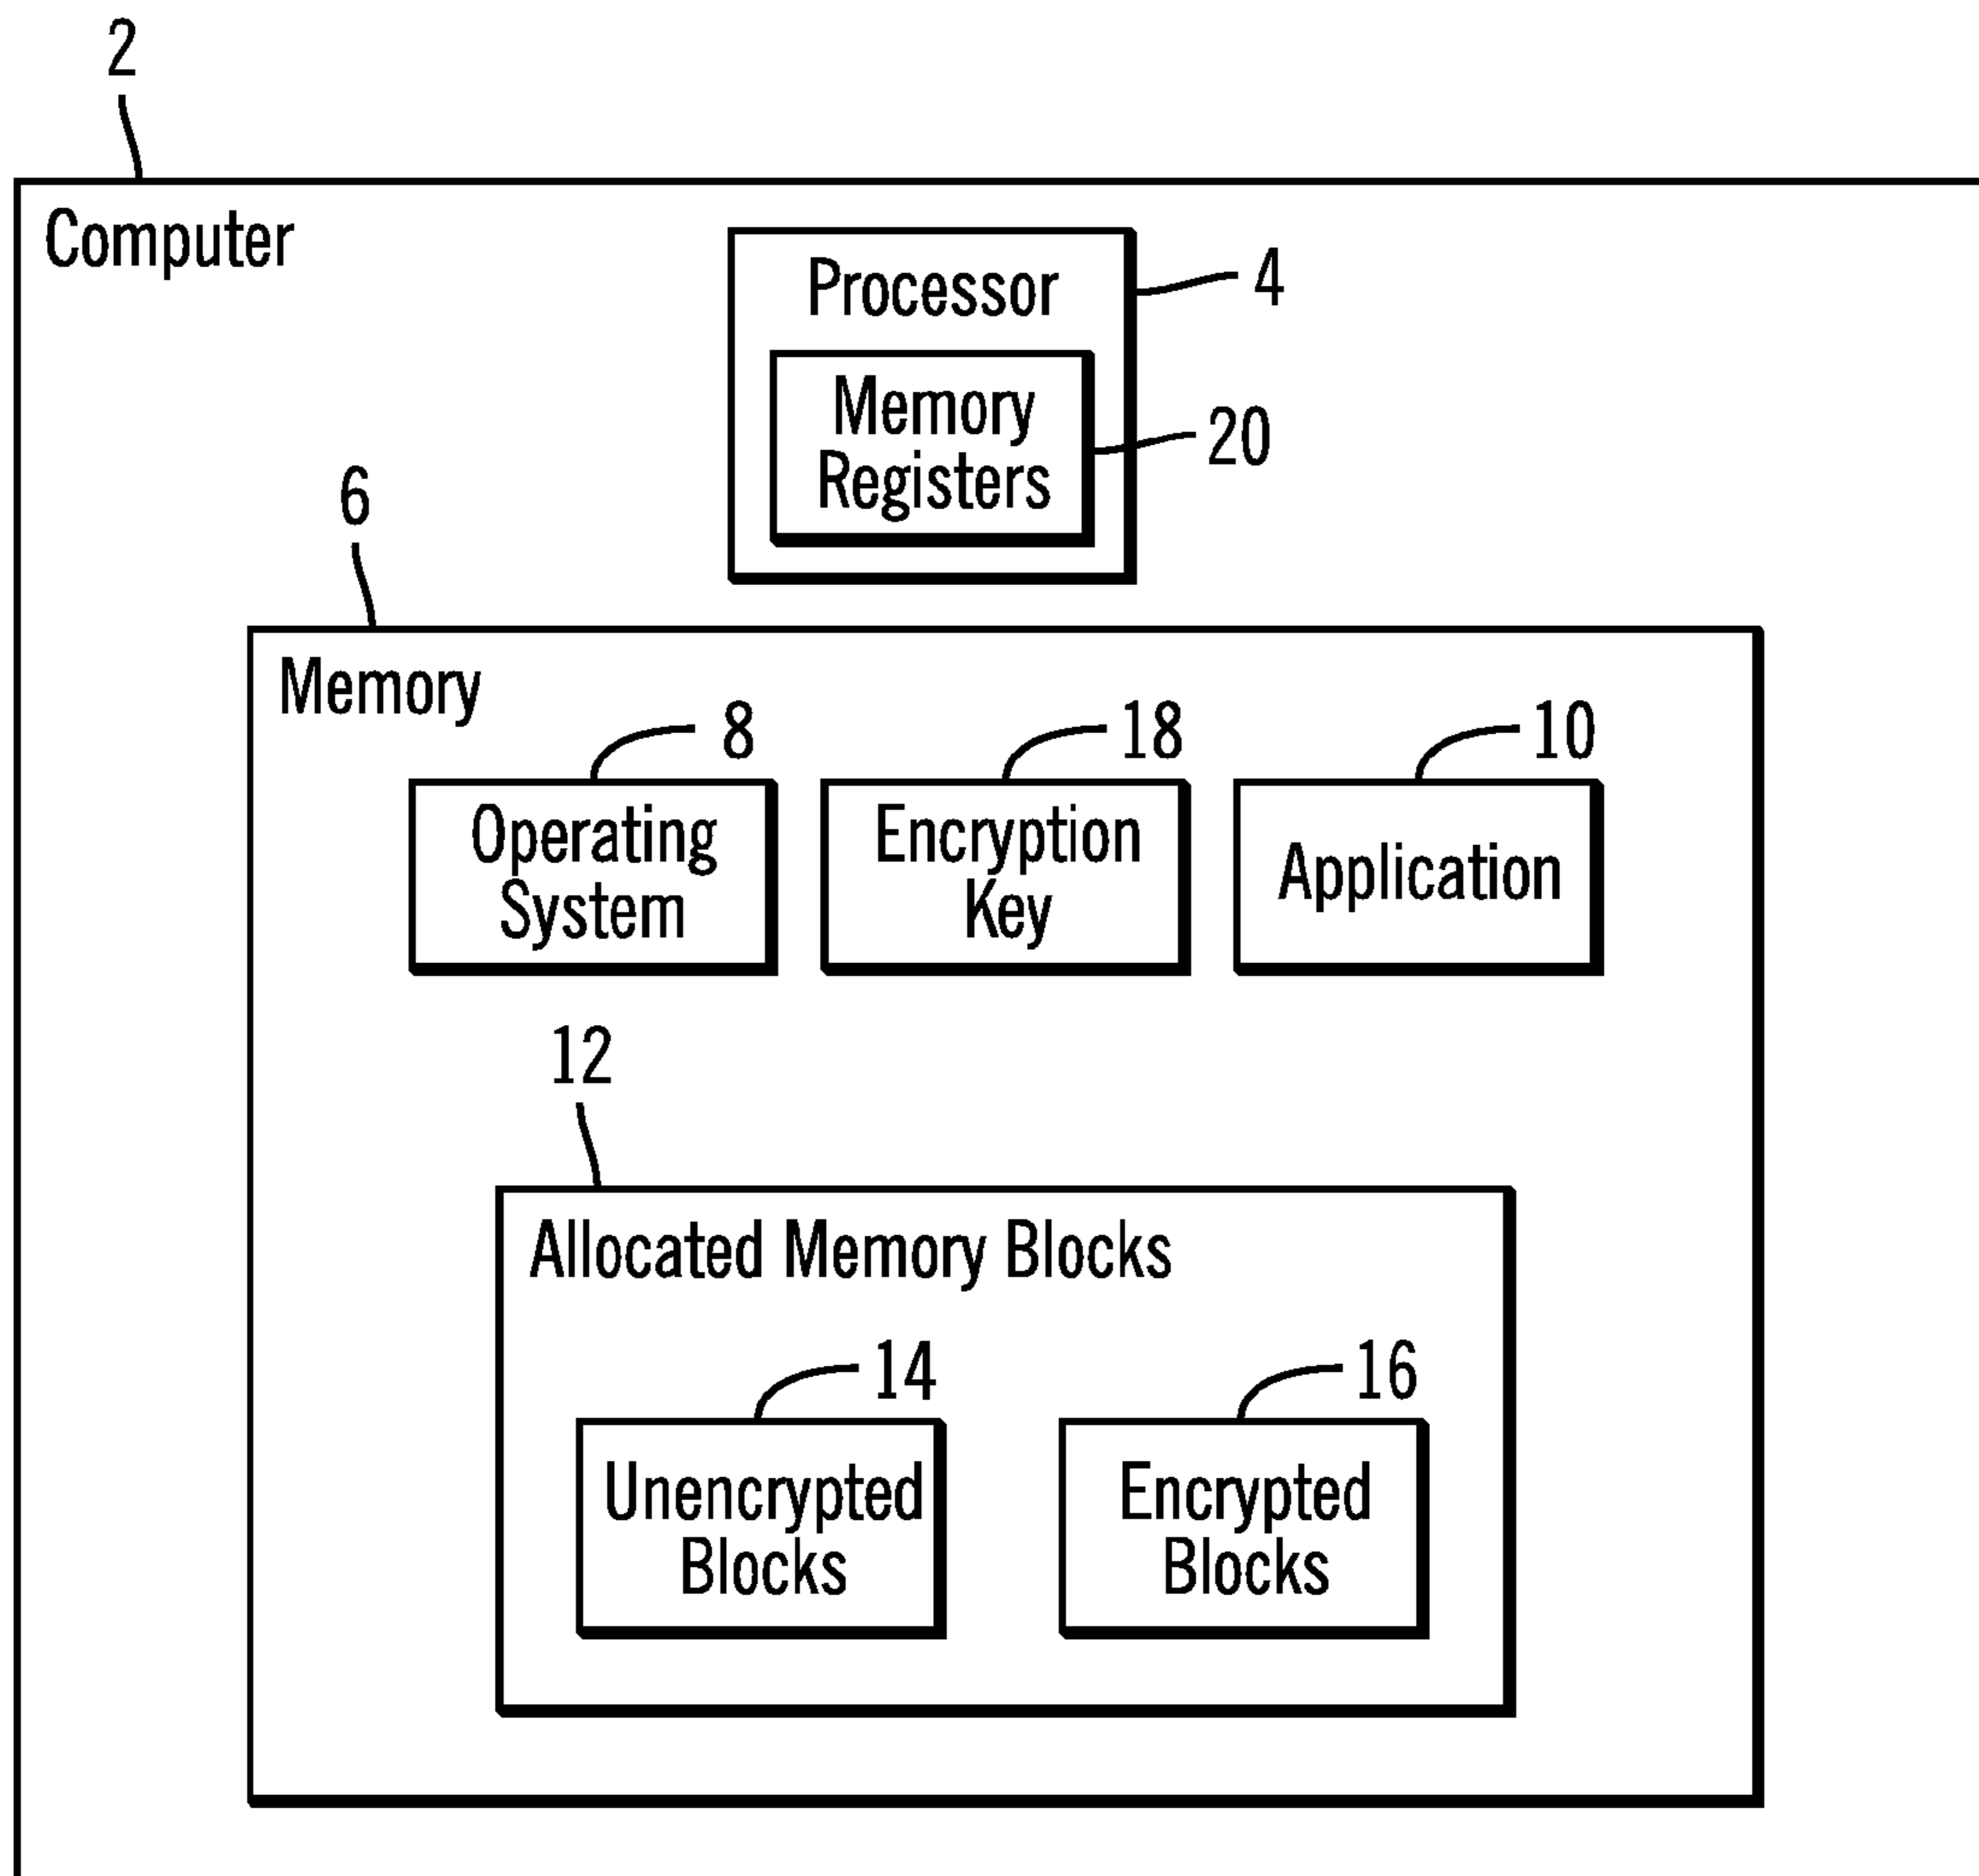 2
Computer
Processor
4
Memory
Registers
20
6
Memory
8
18
10
Operating
System
Encryption
Key
Application
12
Allocated Memory Blocks
14
16
Unencrypted
Blocks
Encrypted
Blocks